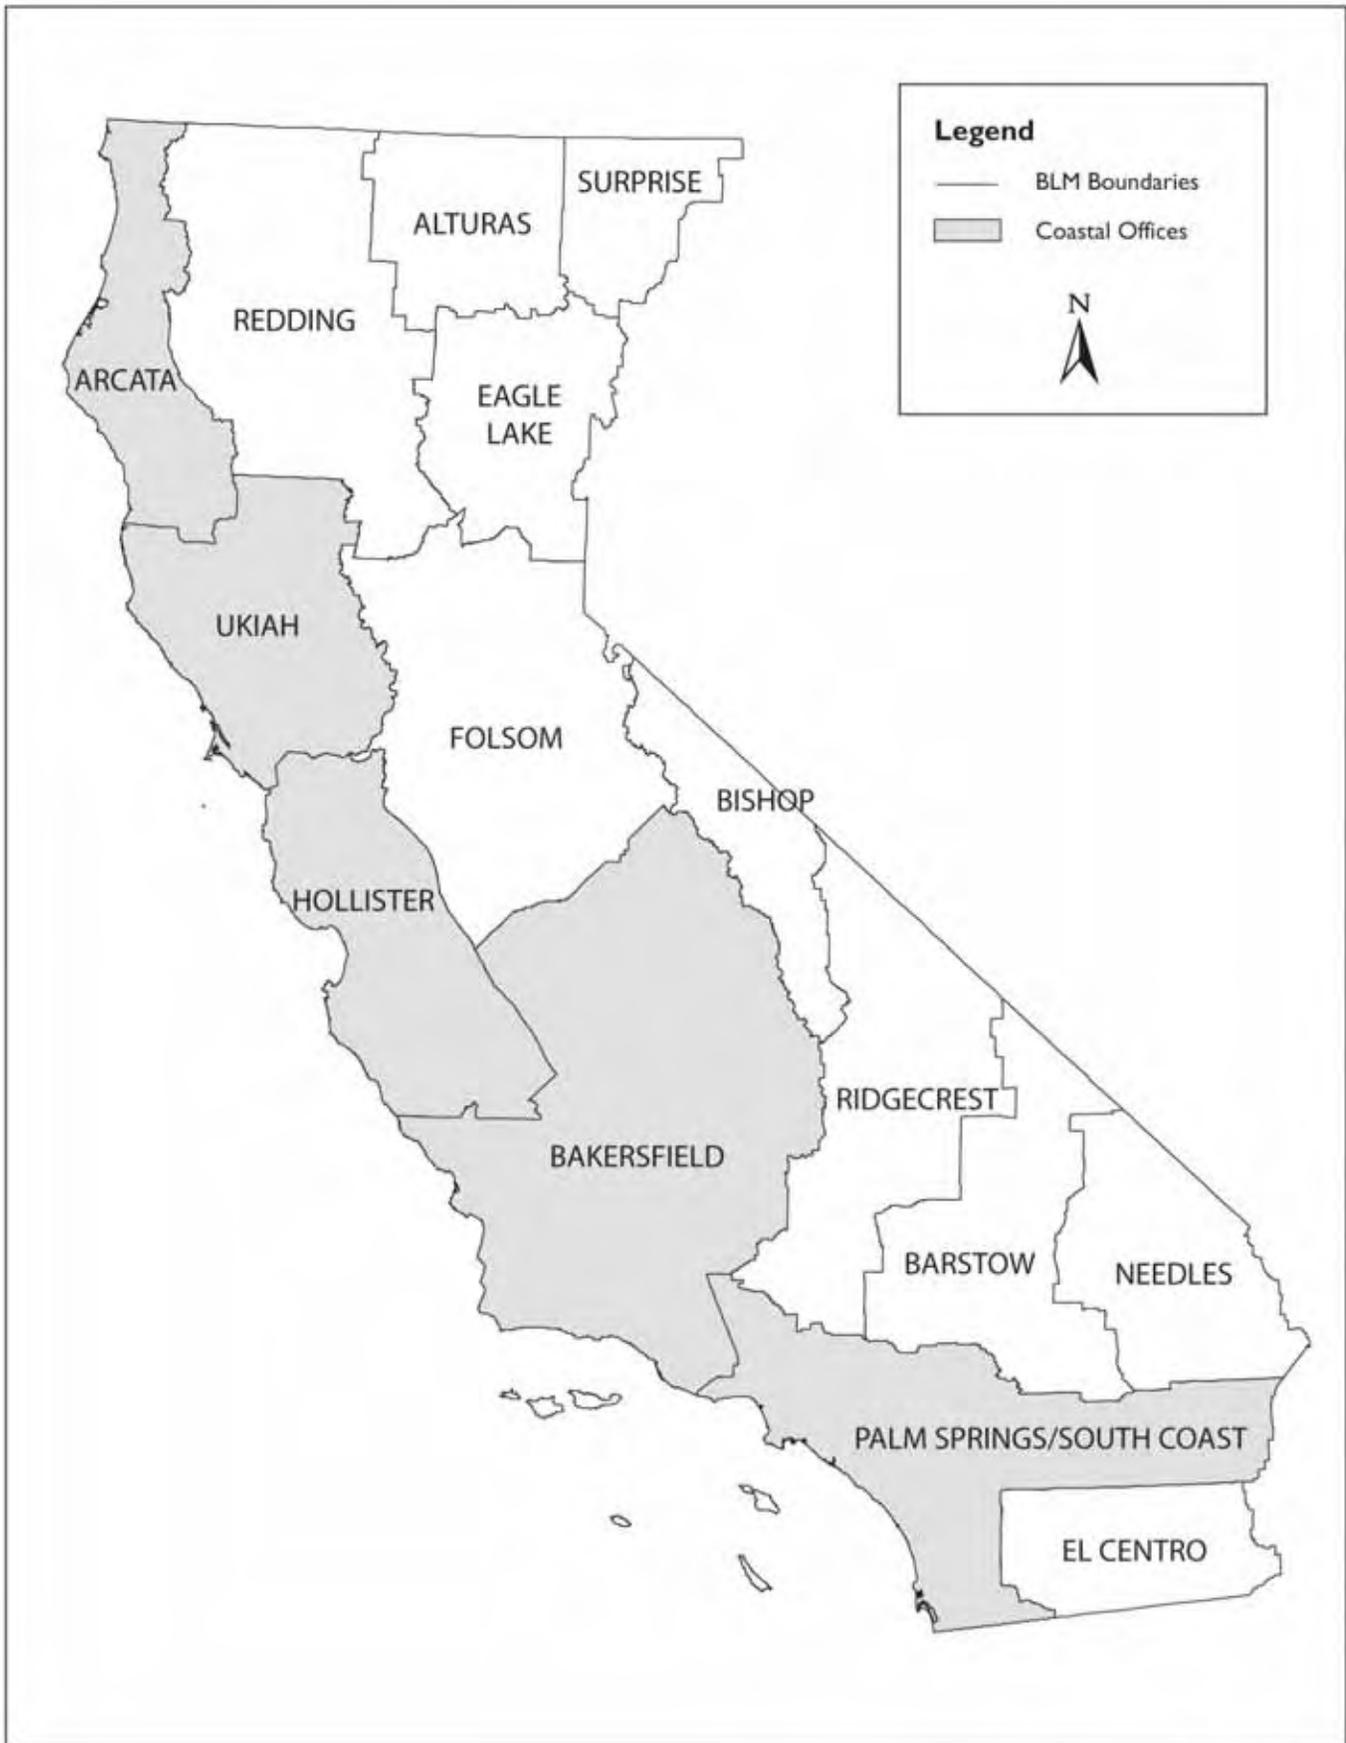 Legend
BLM Boundaries
Coastal Offices
N
SURPRISE
ALTURAS
REDDING
ARCATA
EAGLE
LAKE
UKIAH
FOLSOM
BISHOP
HOLLISTER
RIDGECREST
BAKERSFIELD
BARSTOW
NEEDLES
PALM SPRINGS/SOUTH COAST
EL CENTRO